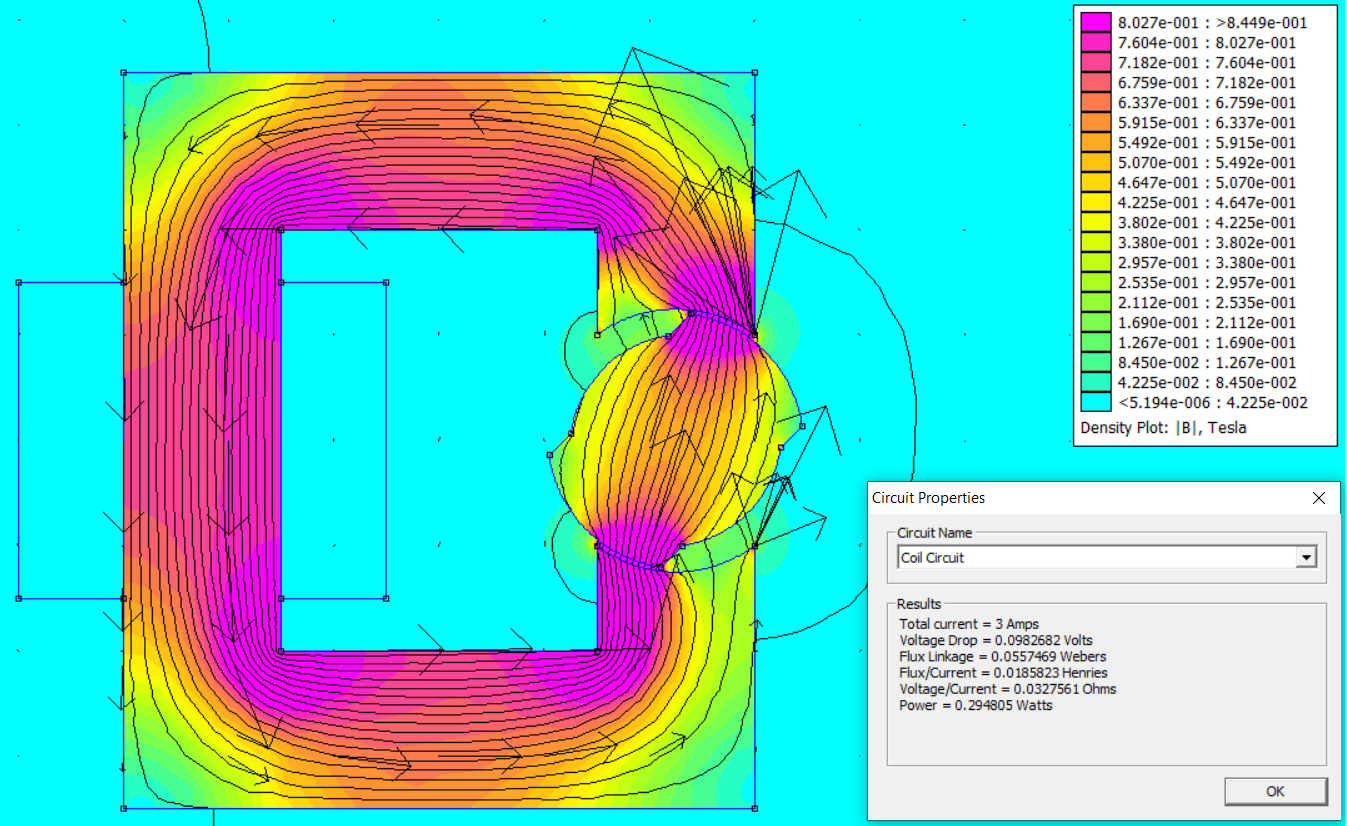 8.027e-001 : >8.449e-001
7.604e-001 : 8.027e-001
7.182e-001 : 7.604e-001
6.759e-001 : 7.182e-001
6.337e-001 : 6.759e-001
5.915e-001 : 6.337e-001
5.492e-001 : 5.915e-001
5.070e-001 : 5.492e-001
4.647e-001 : 5.070e-001
4.225e-001 : 4.647e-001
3.802e-001 : 4.225e-001
3.380e-001 : 3.802e-001
2.957e-001 : 3.380e-001
2.535e-001 : 2.957e-001
2.112e-001 : 2.535e-001
1.690e-001 : 2.112e-001
1.267e-001 : 1.690e-001
8.450e-002 : 1.267e-001
4.225e-002 : 8.450e-002
<5.194e-006 : 4.225e-002
Density Plot: |B|, Tesla
Circuit Properties
Circuit Name
Coil Circuit
Results
Total current = 3 Amps
Voltage Drop = 0.0982682 Volts
Flux Linkage = 0.0557469 Webers
Flux/Current = 0.0185823 Henries
Voltage/Current = 0.0327561 Ohms
Power = 0.294805 Watts
OK